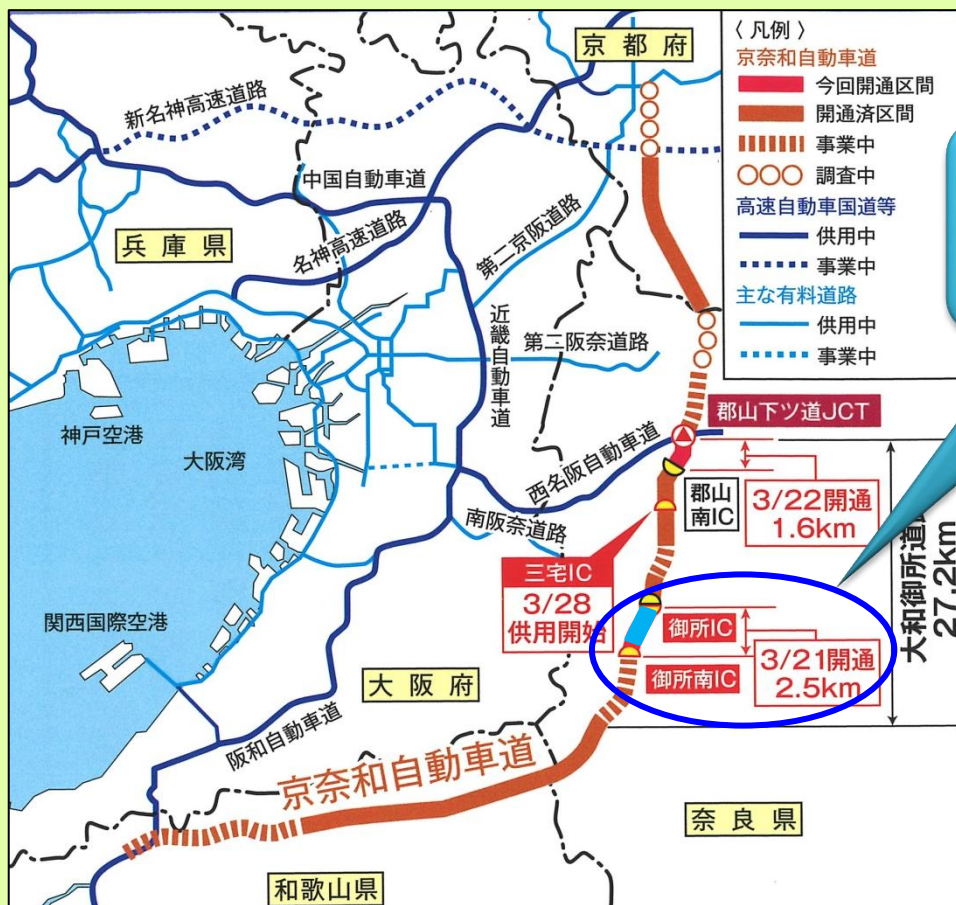 京都府
〈 凡例 〉
京奈和自動車道
今回開通区間
開通済区間
事業中
調査中
高速自動車国道等
供用中
事業中
主な有料道路
供用中
事業中
新名神高速道路
中国自動車道
兵庫県
名神高速道路
第二京阪道路
近畿自動車道
第二阪奈道路
神戸空港
大阪湾
郡山下ツ道JCT
西名阪自動車道
郡山
南IC
3/22開通
1.6km
南阪奈道路
三宅IC
3/28
供用開始
大和御所道
27.2km
関西国際空港
御所IC
3/21開通
2.5km
御所南IC
大阪府
阪和自動車道
京奈和自動車道
奈良県
和歌山県